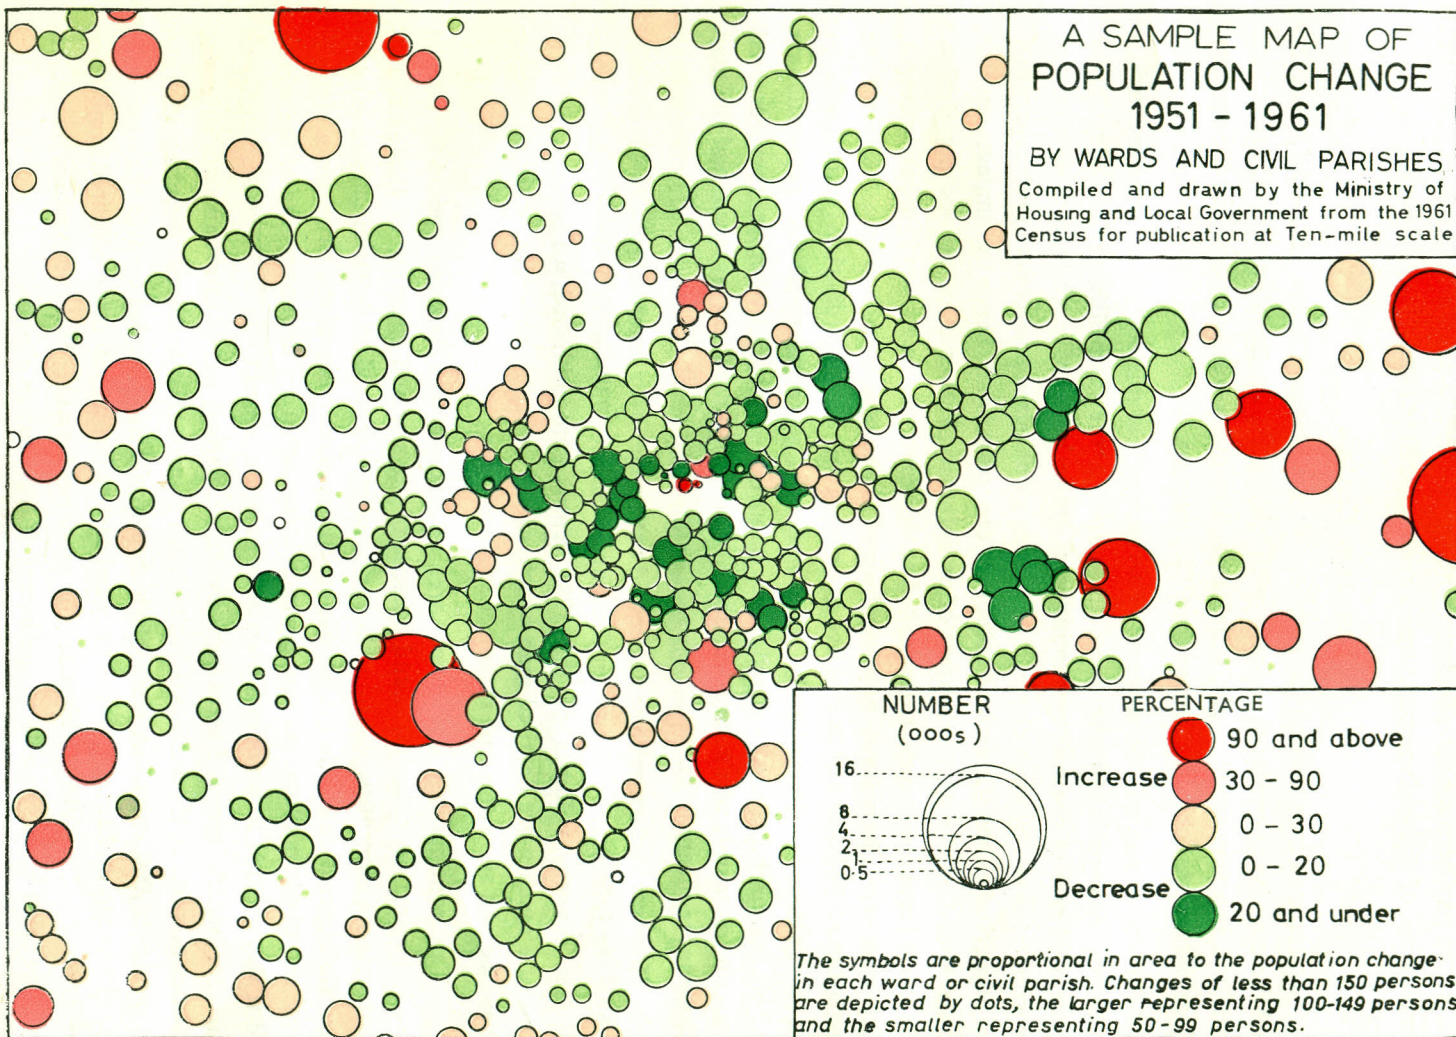 A SAMPLE MAP OF
POPULATION CHANGE
1951 - 1961
BY WARDS AND CIVIL PARISHES
Compiled and drawn by the Ministry of
Housing and Local Government from the 1961
Census for publication at Ten-mile scale
NUMBER
(000s)
16
8
4
2
1
0·5
PERCENTAGE
Increase
90 and above
30 - 90
0 - 30
Decrease
0 - 20
20 and under
The symbols are proportional in area to the population change
in each ward or civil parish. Changes of less than 150 persons
are depicted by dots, the larger representing 100-149 persons
and the smaller representing 50-99 persons.